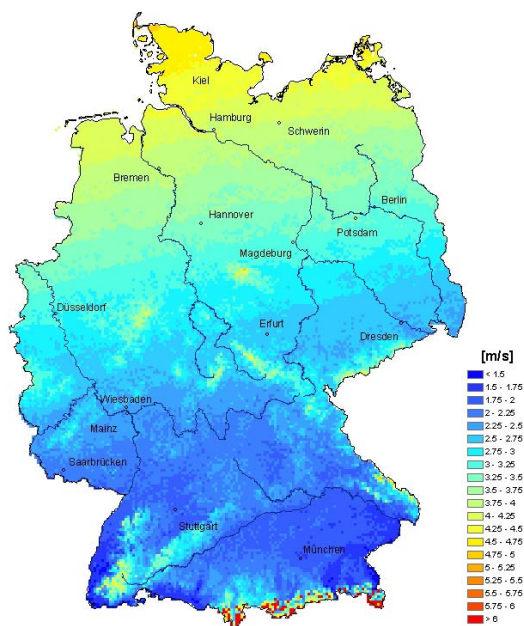 Kiel
Hamburg
Schwerin
Bremen
Berlin
Hannover
Potsdam
Magdeburg
Düsseldorf
Erfurt
Dresden
[m/s]
< 1.5
1.5 - 1.75
1.75 - 2
2 - 2.25
2.25 - 2.5
2.5 - 2.75
2.75 - 3
3 - 3.25
3.25 - 3.5
3.5 - 3.75
3.75 - 4
4 - 4.25
4.25 - 4.5
4.5 - 4.75
4.75 - 5
5 - 5.25
5.25 - 5.5
5.5 - 5.75
5.75 - 6
> 6
Wiesbaden
Mainz
Saarbrücken
Stuttgart
München